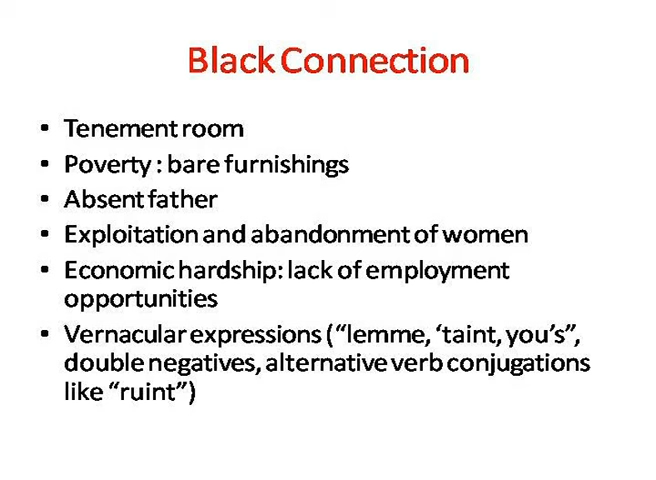 Black Connection
• Tenement room
• Poverty : bare furnishings
• Absent father
• Exploitation and abandonment of women
• Economic hardship: lack of employment
opportunities
• Vernacular expressions (“lemme, ‘taint, you’s”,
double negatives, alternative verb conjugations
like “ruint”)